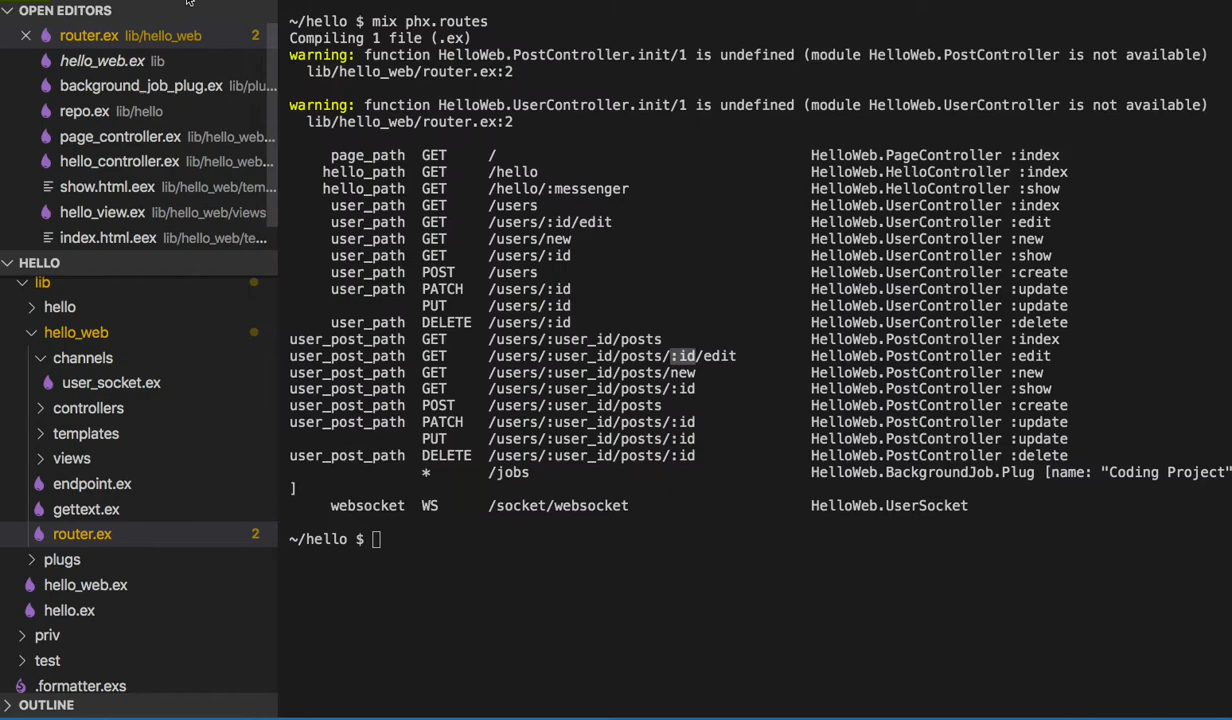 OPEN EDITORS
router.ex lib/hello_web 2
hello_web.ex lib
background_job_plug.ex lib/plu...
repo.ex lib/hello
page_controller.ex lib/hello_web...
hello_controller.ex lib/hello_web...
show.html.eex lib/hello_web/tem...
hello_view.ex lib/hello_web/views
index.html.eex lib/hello_web/te...
HELLO
lib
hello
hello_web
channels
user_socket.ex
controllers
templates
views
endpoint.ex
gettext.ex
router.ex 2
plugs
hello_web.ex
hello.ex
priv
test
.formatter.exs
OUTLINE
~/hello $ mix phx.routes
Compiling 1 file (.ex)
warning: function HelloWeb.PostController.init/1 is undefined (module HelloWeb.PostController is not available)
lib/hello_web/router.ex:2
warning: function HelloWeb.UserController.init/1 is undefined (module HelloWeb.UserController is not available)
lib/hello_web/router.ex:2
page_path GET / HelloWeb.PageController :index
hello_path GET /hello HelloWeb.HelloController :index
hello_path GET /hello/:messenger HelloWeb.HelloController :show
user_path GET /users HelloWeb.UserController :index
user_path GET /users/:id/edit HelloWeb.UserController :edit
user_path GET /users/new HelloWeb.UserController :new
user_path GET /users/:id HelloWeb.UserController :show
user_path POST /users HelloWeb.UserController :create
user_path PATCH /users/:id HelloWeb.UserController :update
PUT /users/:id HelloWeb.UserController :update
user_path DELETE /users/:id HelloWeb.UserController :delete
user_post_path GET /users/:user_id/posts HelloWeb.PostController :index
user_post_path GET /users/:user_id/posts/:id/edit HelloWeb.PostController :edit
user_post_path GET /users/:user_id/posts/new HelloWeb.PostController :new
user_post_path GET /users/:user_id/posts/:id HelloWeb.PostController :show
user_post_path POST /users/:user_id/posts HelloWeb.PostController :create
user_post_path PATCH /users/:user_id/posts/:id HelloWeb.PostController :update
PUT /users/:user_id/posts/:id HelloWeb.PostController :update
user_post_path DELETE /users/:user_id/posts/:id HelloWeb.PostController :delete
* /jobs HelloWeb.BackgroundJob.Plug [name: "Coding Project"
]
websocket WS /socket/websocket HelloWeb.UserSocket
~/hello $